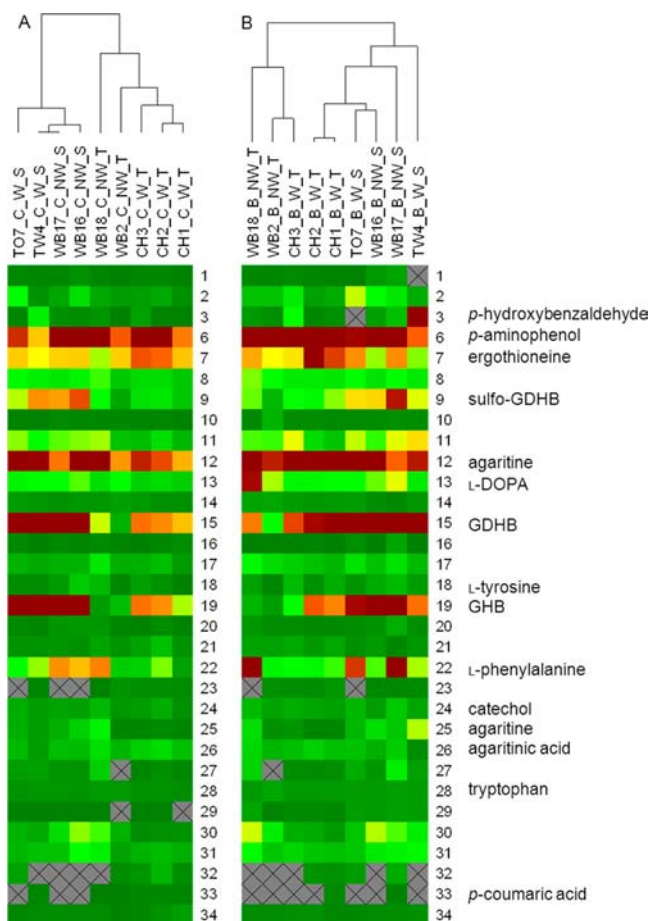 A
B
TO7_C_W_S
TW4_C_W_S
WB17_C_NW_S
WB16_C_NW_S
WB18_C_NW_T
WB2_C_NW_T
CH3_C_W_T
CH2_C_W_T
CH1_C_W_T
WB18_B_NW_T
WB2_B_NW_T
CH3_B_W_T
CH2_B_W_T
CH1_B_W_T
TO7_B_W_S
WB16_B_NW_S
WB17_B_NW_S
TW4_B_W_S
1 1
2 2
3 3 p-hydroxybenzaldehyde
6 6 p-aminophenol
7 7 ergothioneine
8 8
9 9 sulfo-GDHB
10 10
11 11
12 12 agaritine
13 13 L-DOPA
14 14
15 15 GDHB
16 16
17 17
18 18 L-tyrosine
19 19 GHB
20 20
21 21
22 22 L-phenylalanine
23 23
24 24 catechol
25 25 agaritine
26 26 agaritinic acid
27 27
28 28 tryptophan
29 29
30 30
31 31
32 32
33 33 p-coumaric acid
34 34